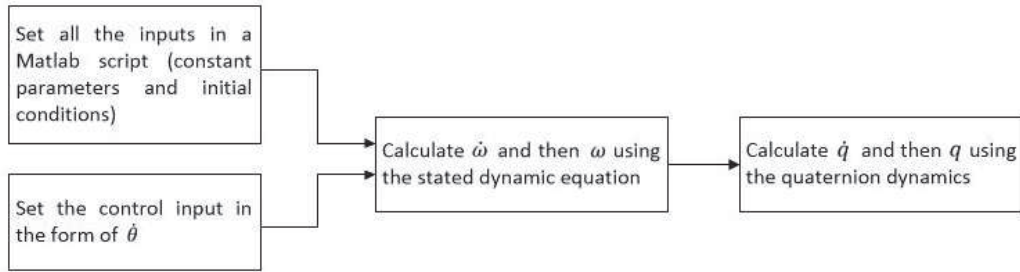 Set all the inputs in a
Matlab script (constant
parameters and initial
conditions)
Set the control input in
the form of θ̇
Calculate ω̇ and then ω using
the stated dynamic equation
Calculate q̇ and then q using
the quaternion dynamics